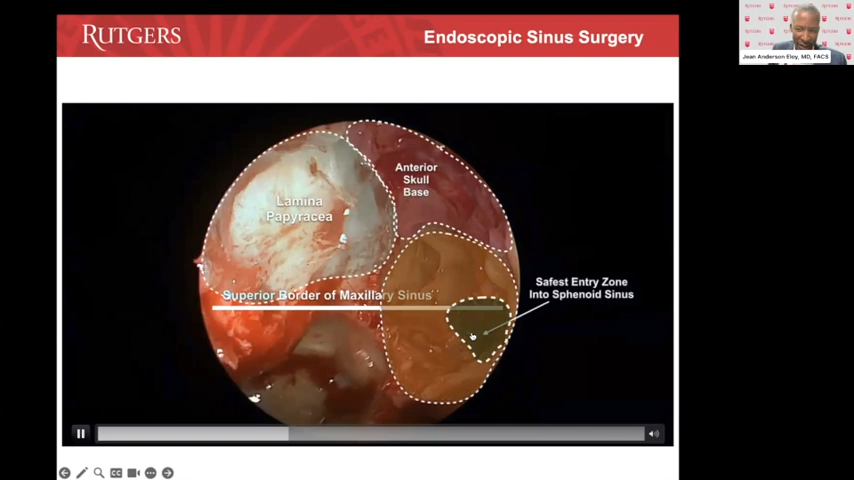 RUTGERS
Endoscopic Sinus Surgery
Jean Anderson Eloy, MD, FACS
Anterior
Skull
Base
Lamina
Papyracea
Safest Entry Zone
Into Sphenoid Sinus
Superior Border of Maxillary Sinus
CC